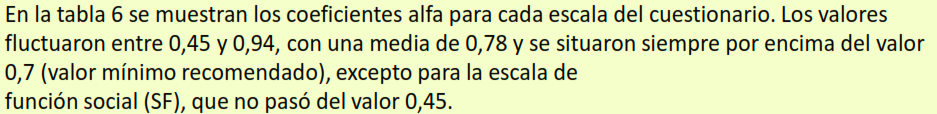 En la tabla 6 se muestran los coeficientes alfa para cada escala del cuestionario. Los valores
fluctuaron entre 0,45 y 0,94, con una media de 0,78 y se situaron siempre por encima del valor
0,7 (valor mínimo recomendado), excepto para la escala de
función social (SF), que no pasó del valor 0,45.